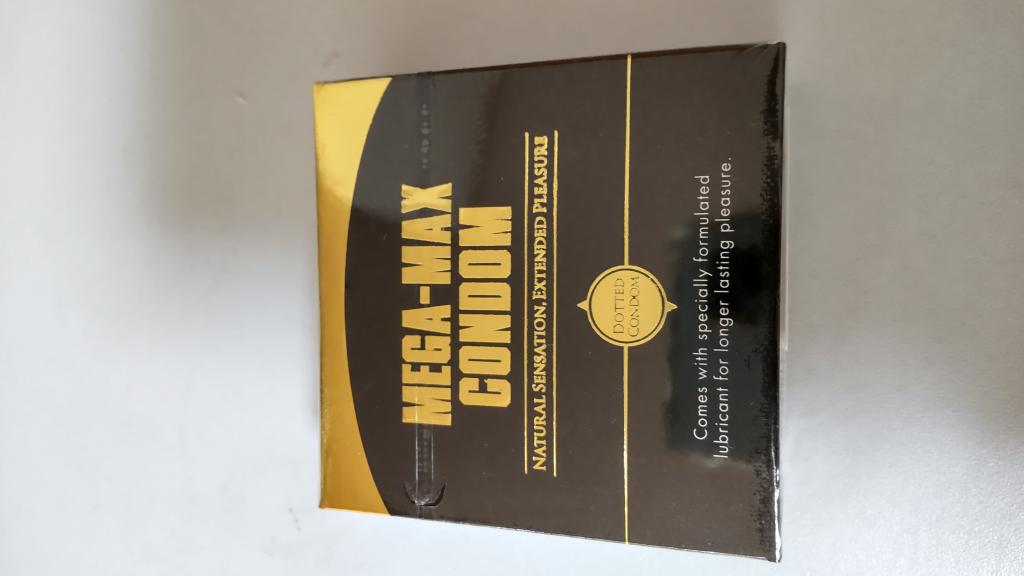 MEGA-MAX
CONDOM
NATURAL SENSATION, EXTENDED PLEASURE
DOTTED
CONDOM
Comes with specially formulated
lubricant for longer lasting pleasure.